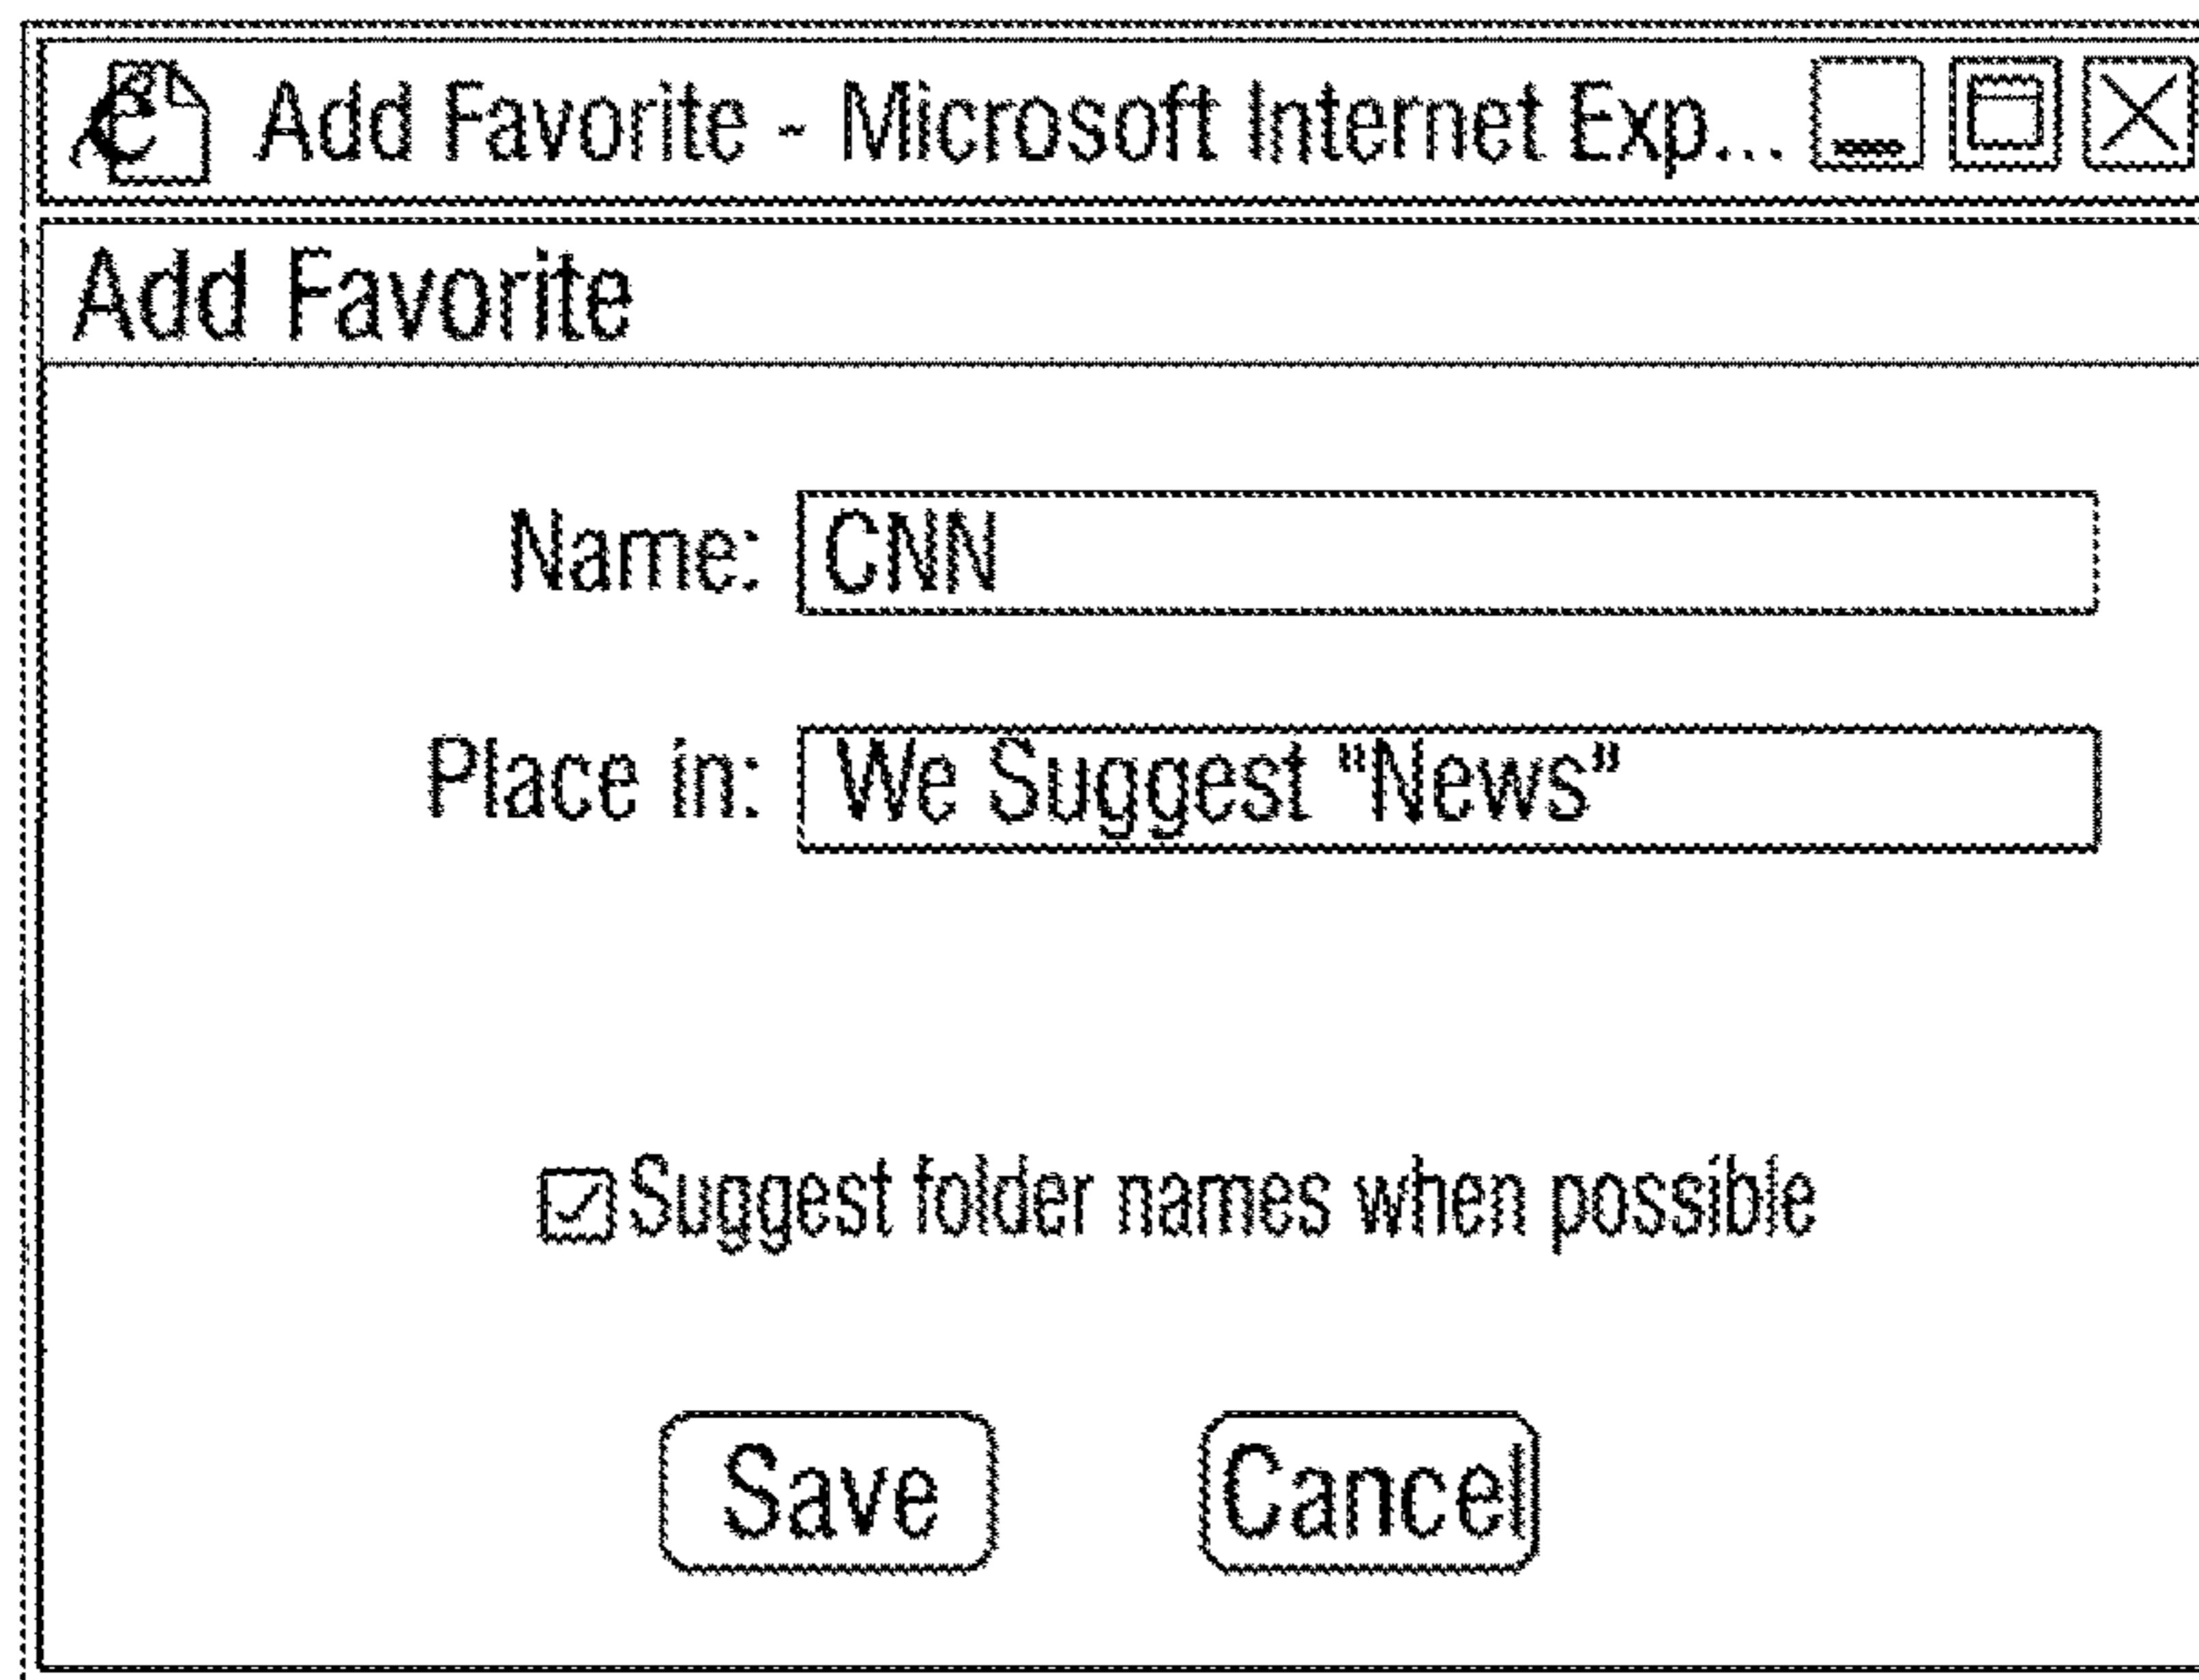 Add Favorite - Microsoft Internet Exp...
Add Favorite
Name: CNN
Place in: We Suggest "News"
Suggest folder names when possible
Save Cancel